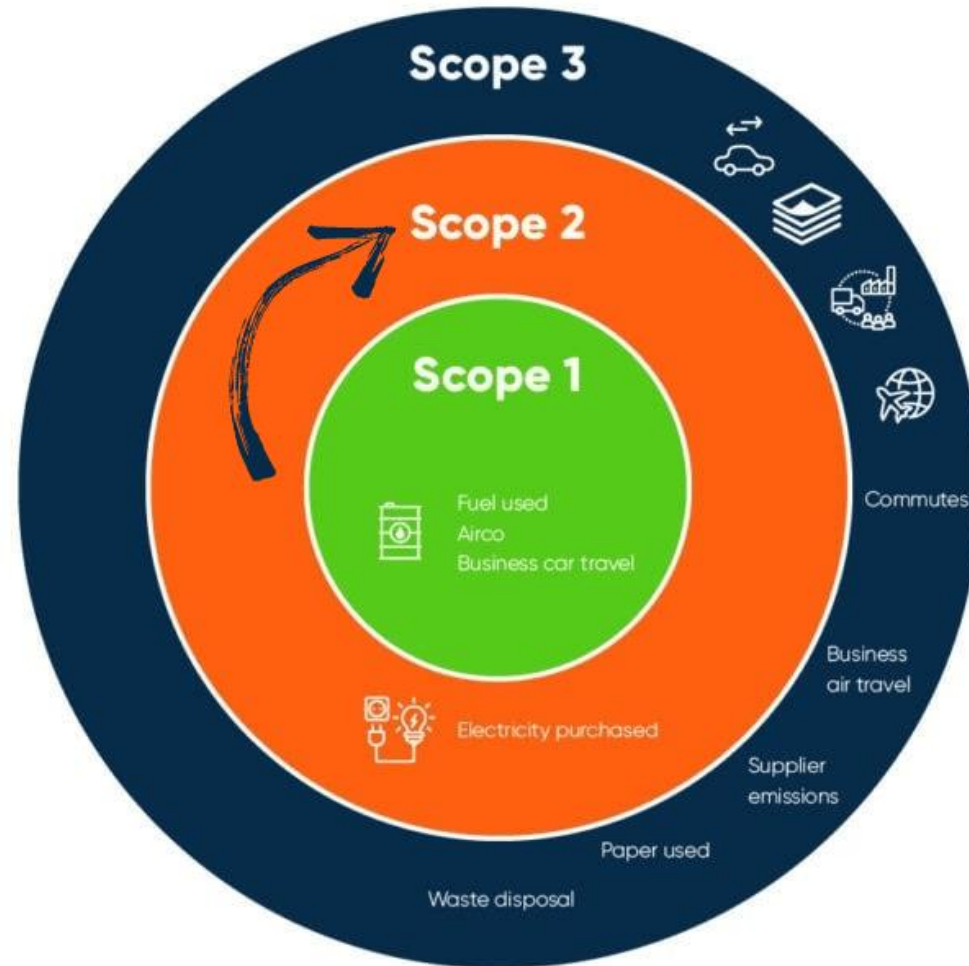 Scope 3
Scope 2
Scope 1
Fuel used
Airco
Business car travel
Commutes
Business
air travel
Electricity purchased
Supplier
emissions
Paper used
Waste disposal